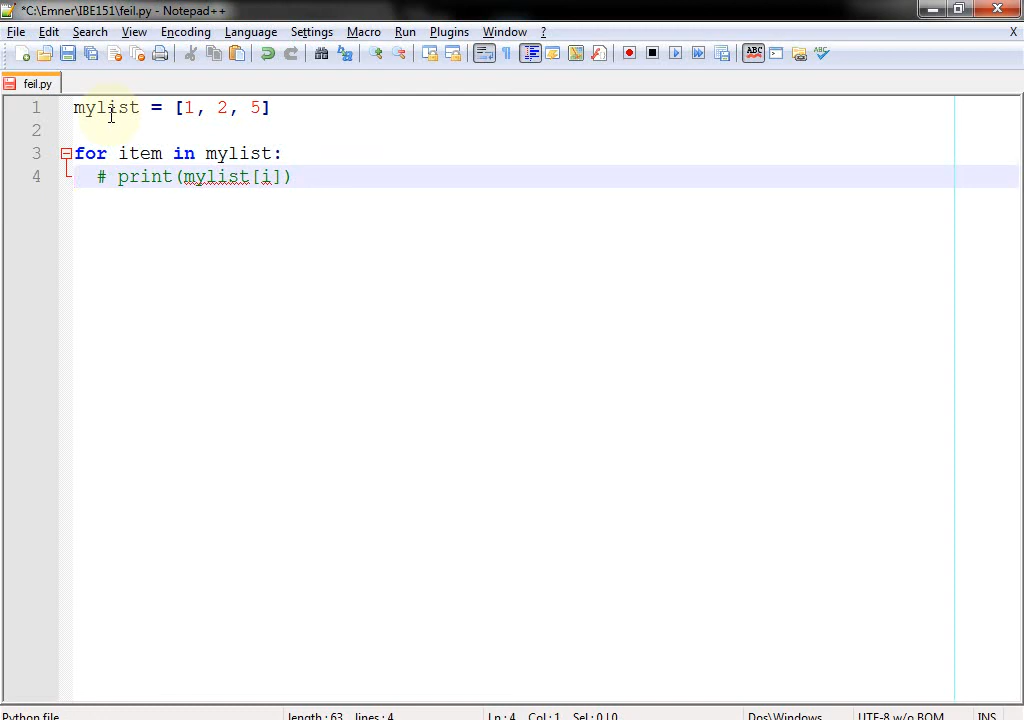 *C:\Emner\IBE151\feil.py - Notepad++
File Edit Search View Encoding Language Settings Macro Run Plugins Window ? X
feil.py
1 mylist = [1, 2, 5]
2
3 for item in mylist:
4 # print(mylist[i])
Python file length : 63 lines : 4 Ln : 4 Col : 1 Sel : 0 | 0 Dos\Windows UTF-8 w/o BOM INS